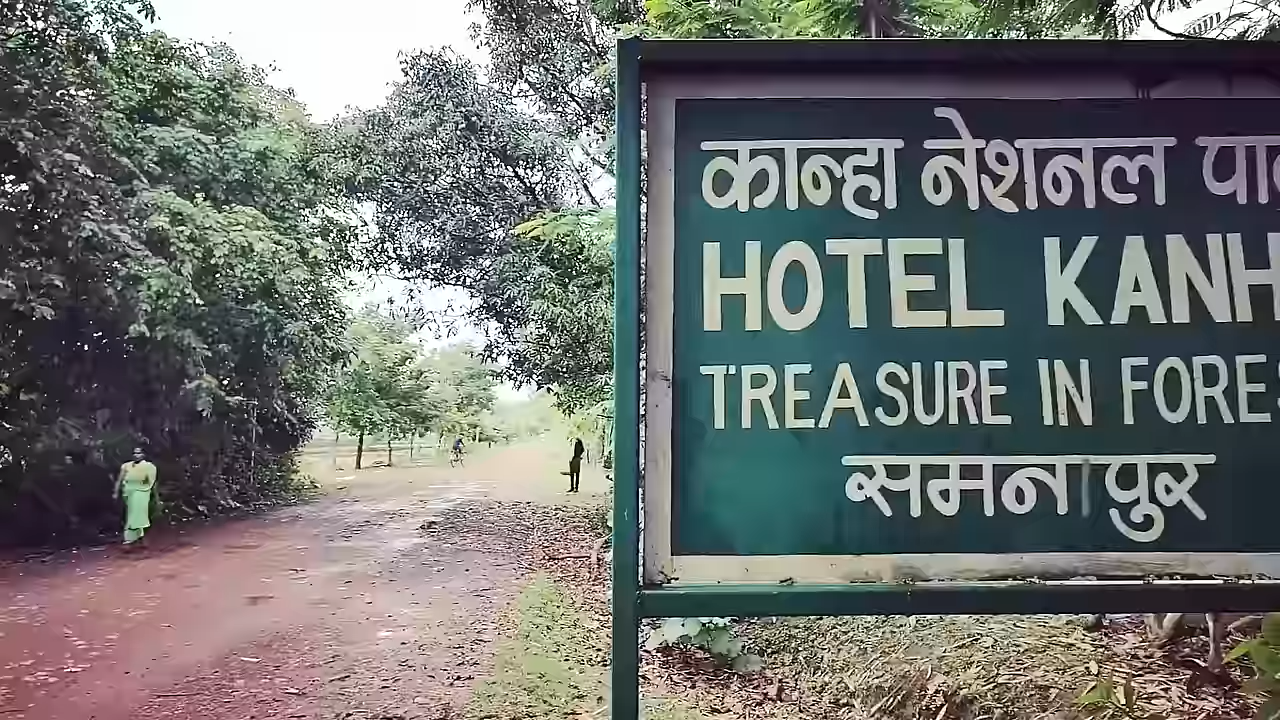 कान्हा नेशनल पा
HOTEL KANH
TREASURE IN FORES
समनापुर